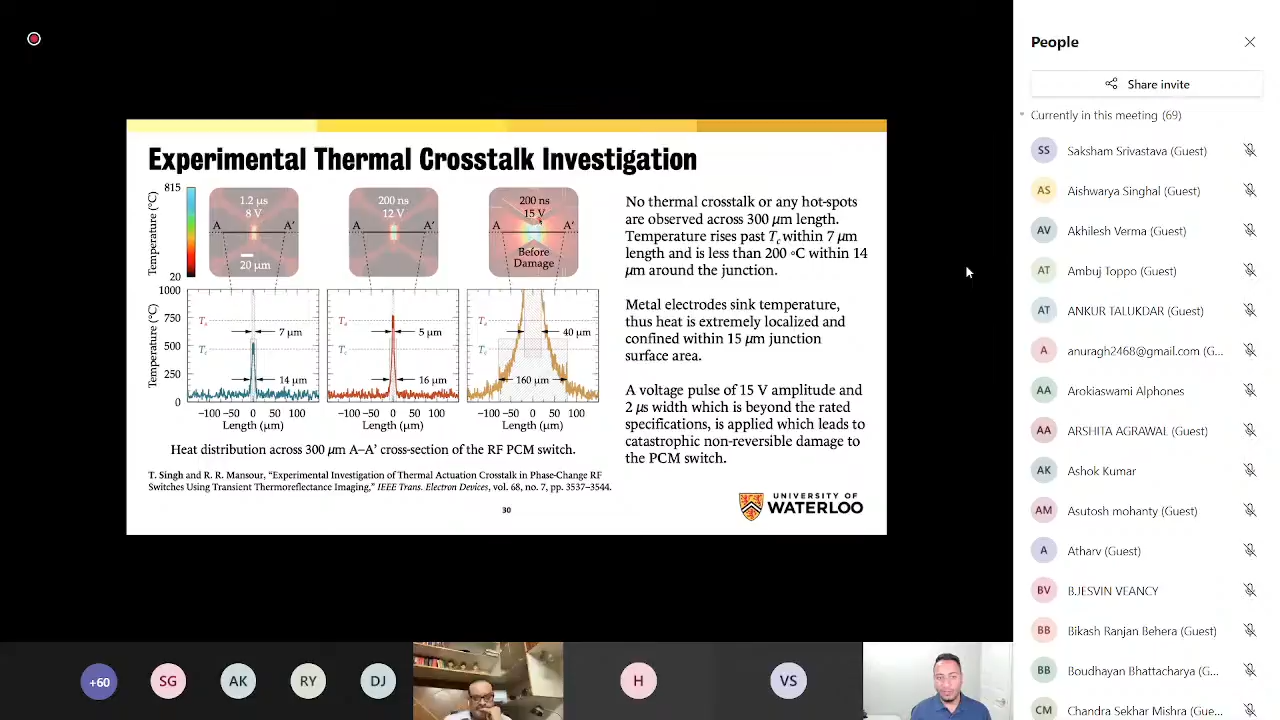 Experimental Thermal Crosstalk Investigation
815
Temperature (°C)
20
1.2 µs
8 V
A A′
20 µm
200 ns
12 V
A A′
200 ns
15 V
A A′
Before
Damage
Temperature (°C)
1000
750
500
250
0
Ta
Tc
7 µm
14 µm
−100 −50 0 50 100
Length (µm)
Ta
Tc
5 µm
16 µm
−100 −50 0 50 100
Length (µm)
Ta
Tc
40 µm
160 µm
−100 −50 0 50 100
Length (µm)
Heat distribution across 300 µm A–A′ cross-section of the RF PCM switch.
T. Singh and R. R. Mansour, “Experimental Investigation of Thermal Actuation Crosstalk in Phase-Change RF
Switches Using Transient Thermoreflectance Imaging,” IEEE Trans. Electron Devices, vol. 68, no. 7, pp. 3537–3544.
No thermal crosstalk or any hot-spots
are observed across 300 µm length.
Temperature rises past Tc within 7 µm
length and is less than 200 °C within 14
µm around the junction.
Metal electrodes sink temperature,
thus heat is extremely localized and
confined within 15 µm junction
surface area.
A voltage pulse of 15 V amplitude and
2 µs width which is beyond the rated
specifications, is applied which leads to
catastrophic non-reversible damage to
the PCM switch.
30
UNIVERSITY OF
WATERLOO
People
Share invite
Currently in this meeting (69)
SS Saksham Srivastava (Guest)
AS Aishwarya Singhal (Guest)
AV Akhilesh Verma (Guest)
AT Ambuj Toppo (Guest)
AT ANKUR TALUKDAR (Guest)
A anuragh2468@gmail.com (G...
AA Arokiaswami Alphones
AA ARSHITA AGRAWAL (Guest)
AK Ashok Kumar
AM Asutosh mohanty (Guest)
A Atharv (Guest)
BV B.JESVIN VEANCY
BB Bikash Ranjan Behera (Guest)
BB Boudhayan Bhattacharya (G...
CM Chandra Sekhar Mishra (Gues...
+60 SG AK RY DJ H VS